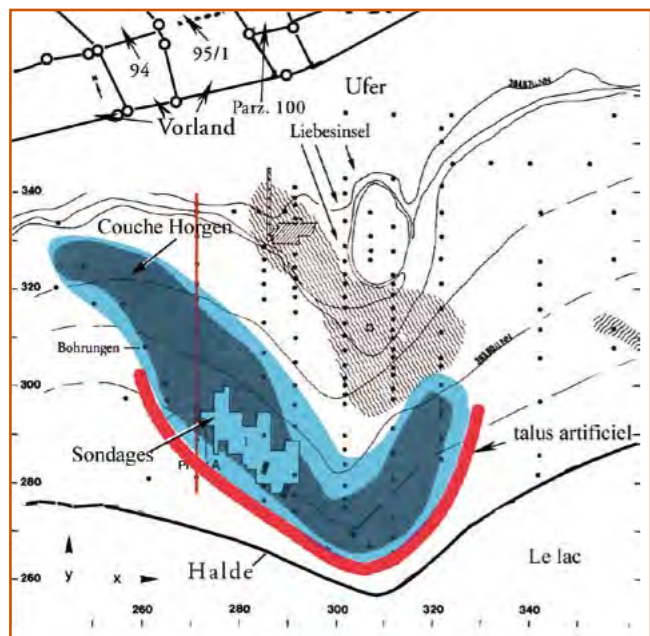 94
95/1
Parz. 100
Vorland
Ufer
Liebesinsel
340
Couche Horgen
320
Bohrungen
300
Sondages
talus artificiel
A
280
Halde
Le lac
y
x
260
260
280
300
320
340